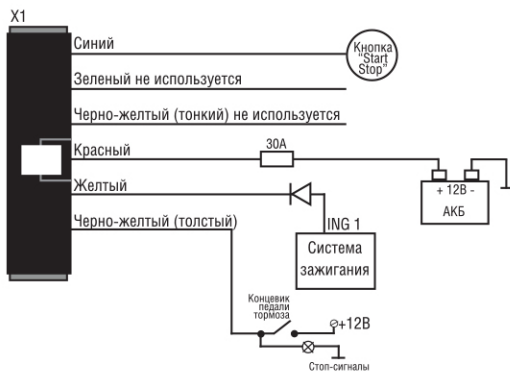 X1
Синий
Кнопка
"Start
Stop"
Зеленый не используется
Черно-желтый (тонкий) не используется
Красный
30А
+ 12В -
АКБ
Желтый
ING 1
Система
зажигания
Черно-желтый (толстый)
Концевик
педали
тормоза
+12В
Стоп-сигналы